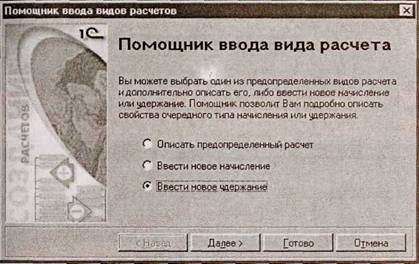 Помощник ввода видов расчетов
1С
Помощник ввода вида расчета
Вы можете выбрать один из предопределенных видов расчета
и дополнительно описать его, либо ввести новое начисление
или удержание. Помощник позволит Вам подробно описать
свойства очередного типа начисления или удержания.
Описать предопределенный расчет
Ввести новое начисление
Ввести новое удержание
РАСЧЕТОВ
< Назад
Далее >
Готово
Отмена